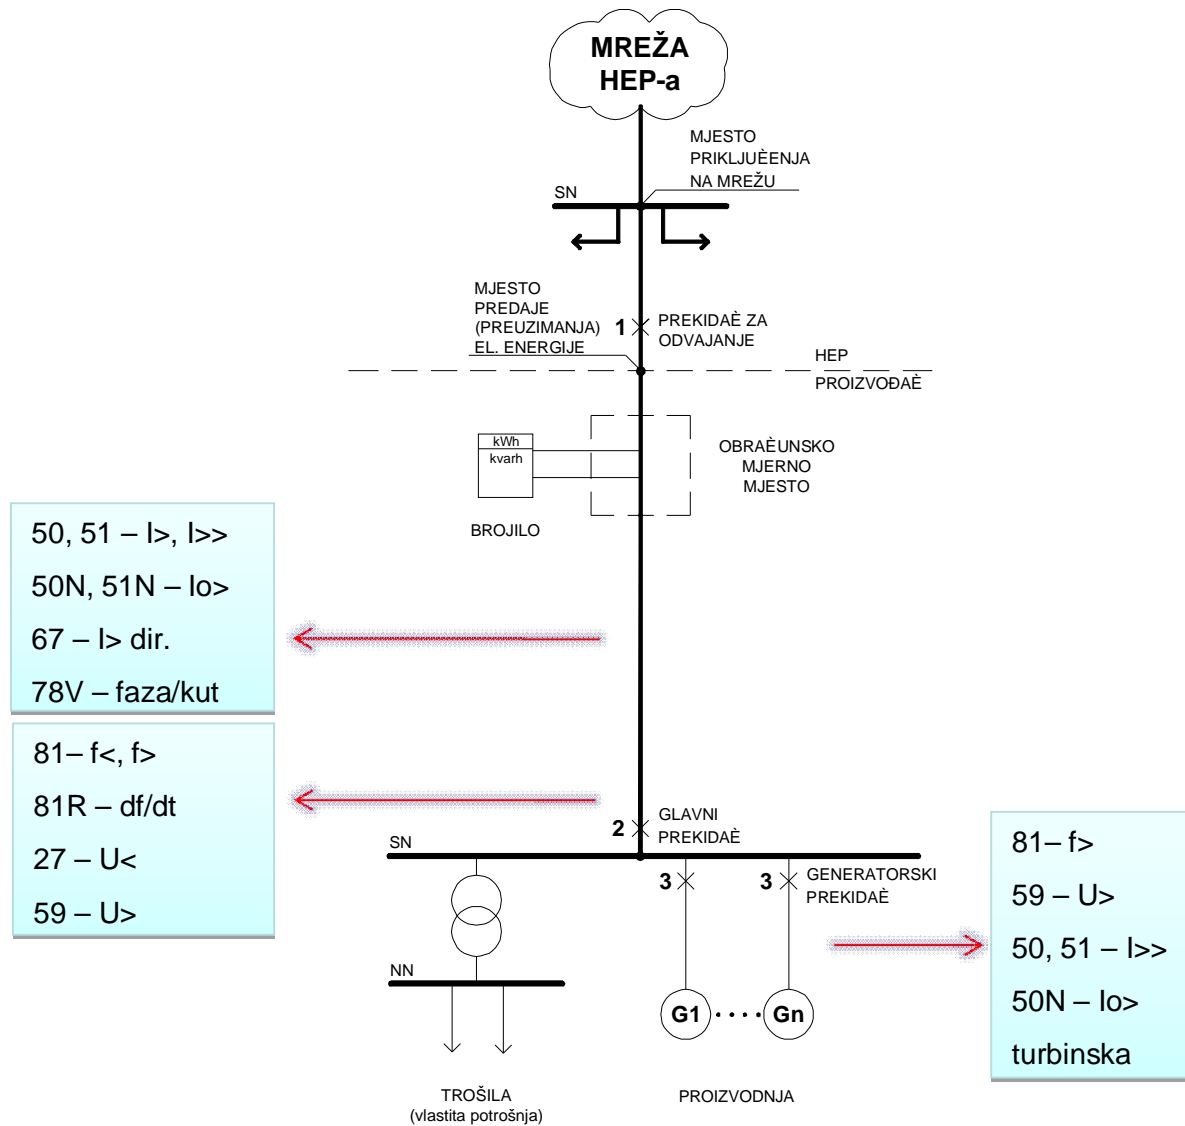 MREŽA
HEP-a
MJESTO
PRIKLJUÈENJA
NA MREŽU
SN
MJESTO
PREDAJE
(PREUZIMANJA)
EL. ENERGIJE
1
PREKIDAÈ ZA
ODVAJANJE
HEP
PROIZVOĐAÈ
kWh
kvarh
BROJILO
OBRAÈUNSKO
MJERNO
MJESTO
50, 51 – I>, I>>
50N, 51N – Io>
67 – I> dir.
78V – faza/kut
81– f<, f>
81R – df/dt
27 – U<
59 – U>
2
GLAVNI
PREKIDAÈ
SN
3
3
GENERATORSKI
PREKIDAÈ
81– f>
59 – U>
50, 51 – I>>
50N – Io>
turbinska
NN
G1
Gn
TROŠILA
(vlastita potrošnja)
PROIZVODNJA